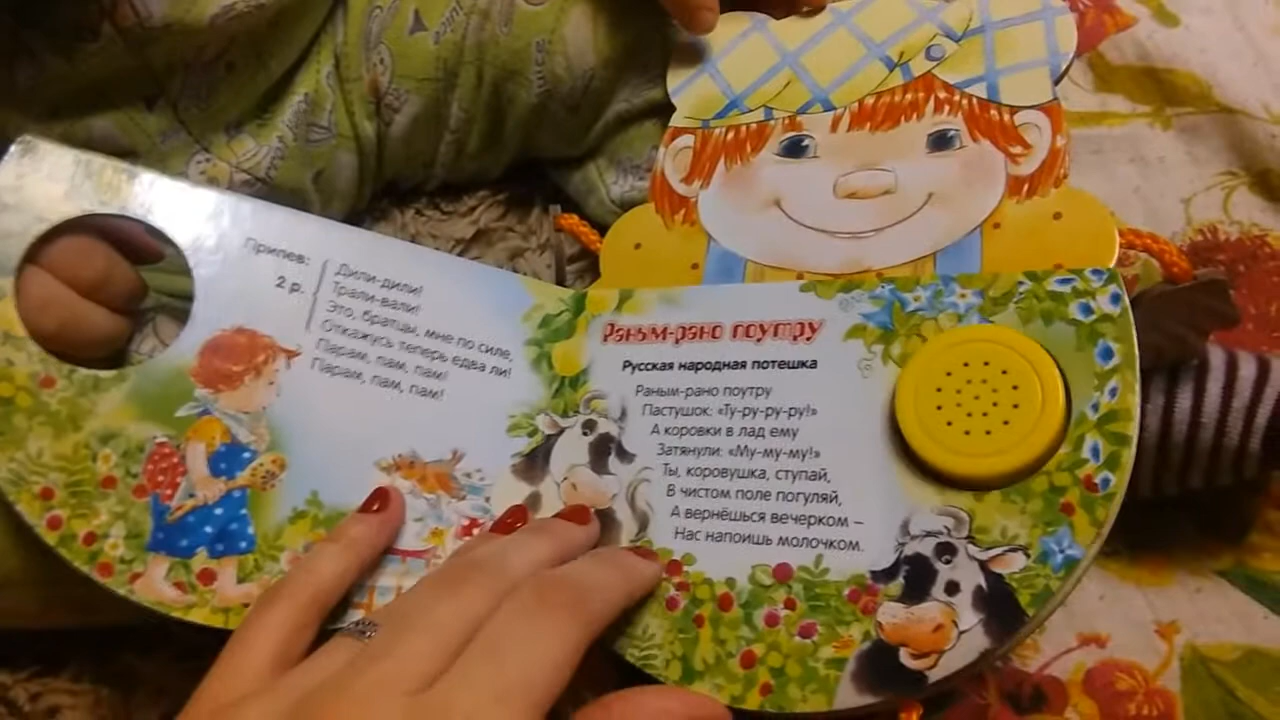 Припев:
2 р.
Дили-дили!
Трали-вали!
Это, братцы, мне по силе,
Откажусь теперь едва ли!
Парам, пам, пам!
Парам, пам, пам!
Раным-рано поутру
Русская народная потешка
Раным-рано поутру
Пастушок: «Ту-ру-ру-ру!»
А коровки в лад ему
Затянули: «Му-му-му!»
Ты, коровушка, ступай,
В чистом поле погуляй,
А вернёшься вечерком –
Нас напоишь молочком.